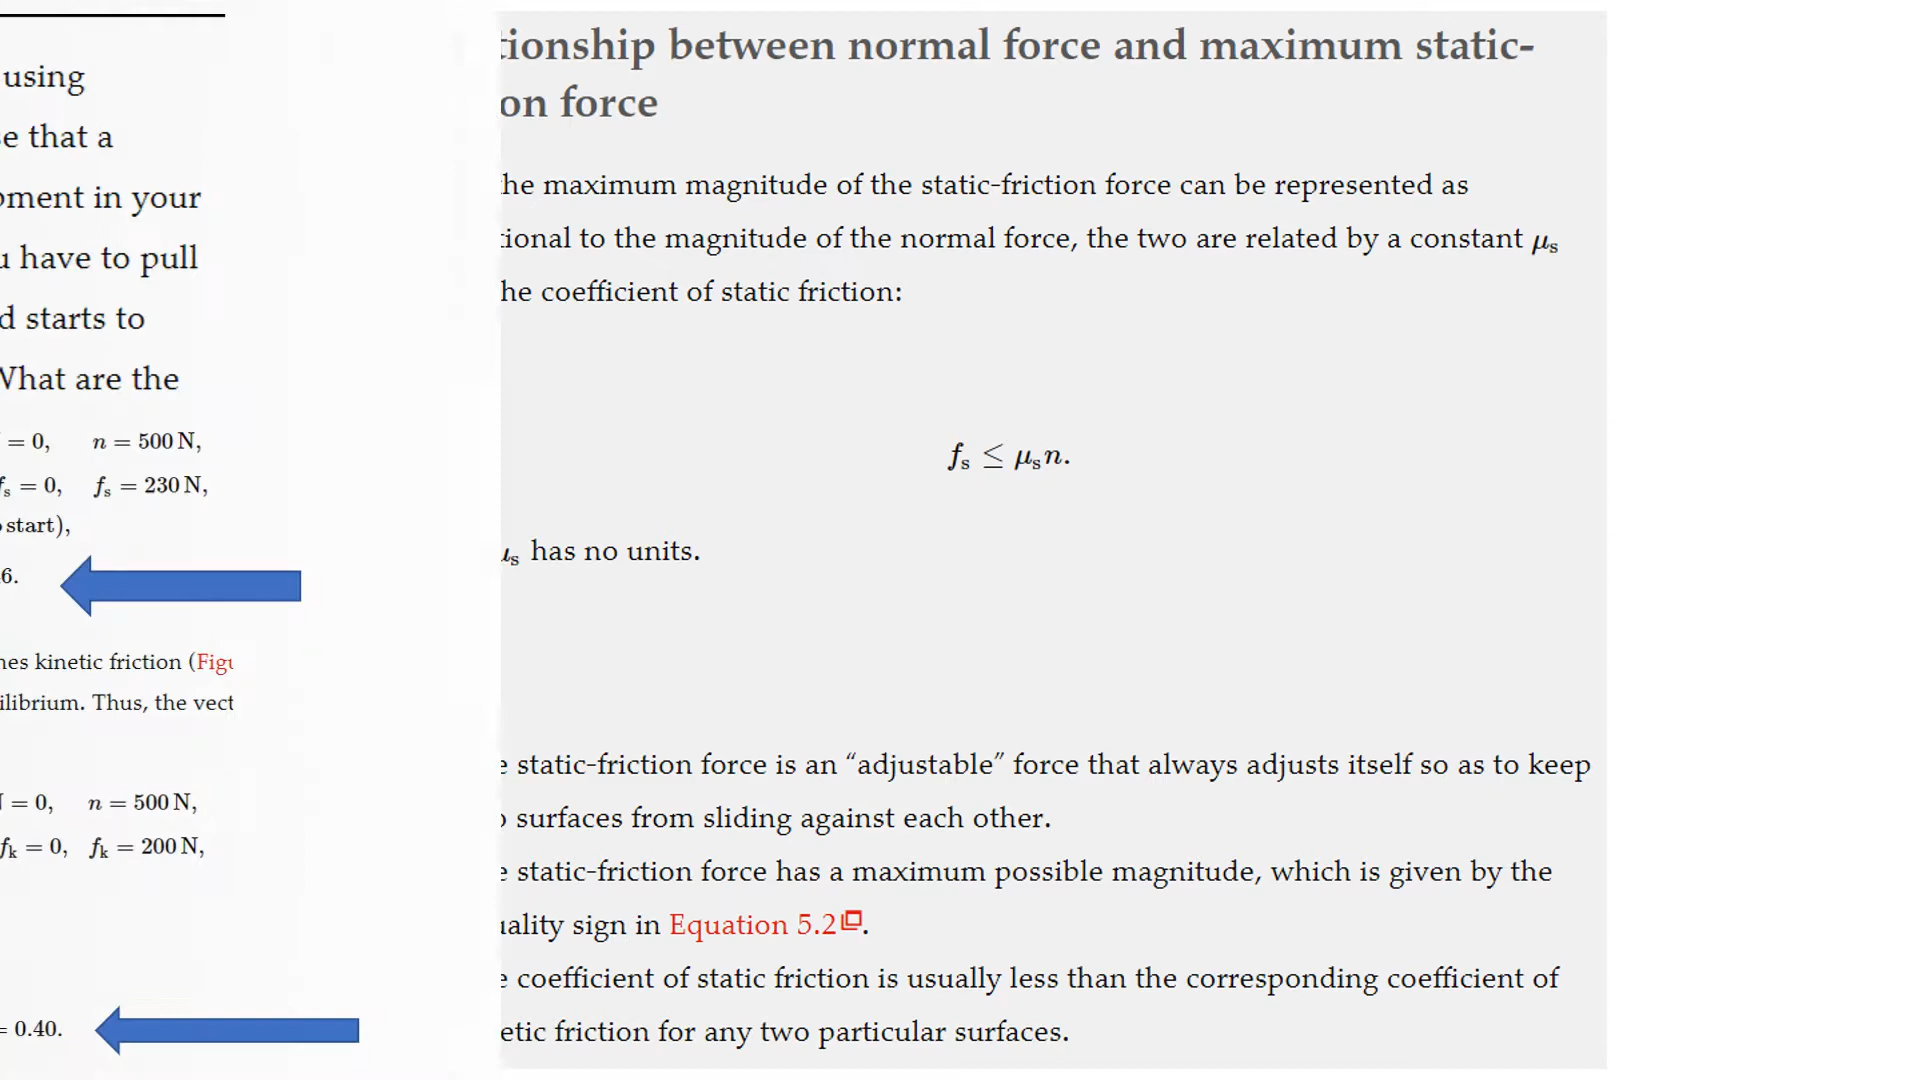 using
e that a
pment in your
u have to pull
d starts to
What are the
= 0, n = 500 N,
fs = 0, fs = 230 N,
start),
6.
nes kinetic friction (Figu
ilibrium. Thus, the vect
= 0, n = 500 N,
fk = 0, fk = 200 N,
= 0.40.
tionship between normal force and maximum static-
on force
he maximum magnitude of the static-friction force can be represented as
tional to the magnitude of the normal force, the two are related by a constant μs
he coefficient of static friction:
fs ≤ μsn.
μs has no units.
e static-friction force is an “adjustable” force that always adjusts itself so as to keep
o surfaces from sliding against each other.
e static-friction force has a maximum possible magnitude, which is given by the
uality sign in Equation 5.2.
e coefficient of static friction is usually less than the corresponding coefficient of
etic friction for any two particular surfaces.